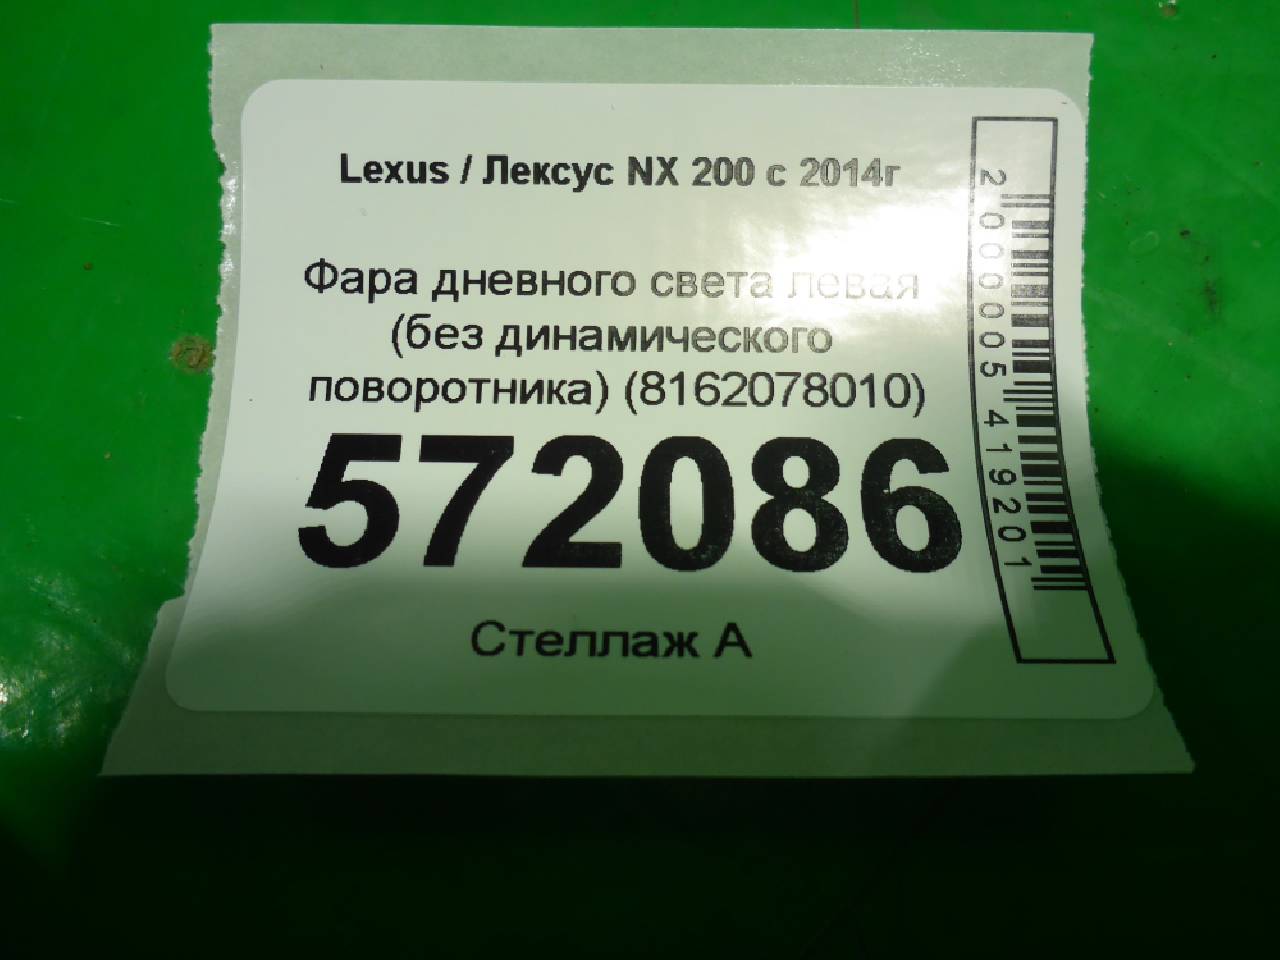 Lexus / Лексус NX 200 с 2014г
Фара дневного света левая
(без динамического
поворотника) (8162078010)
572086
Стеллаж А
2000005419201